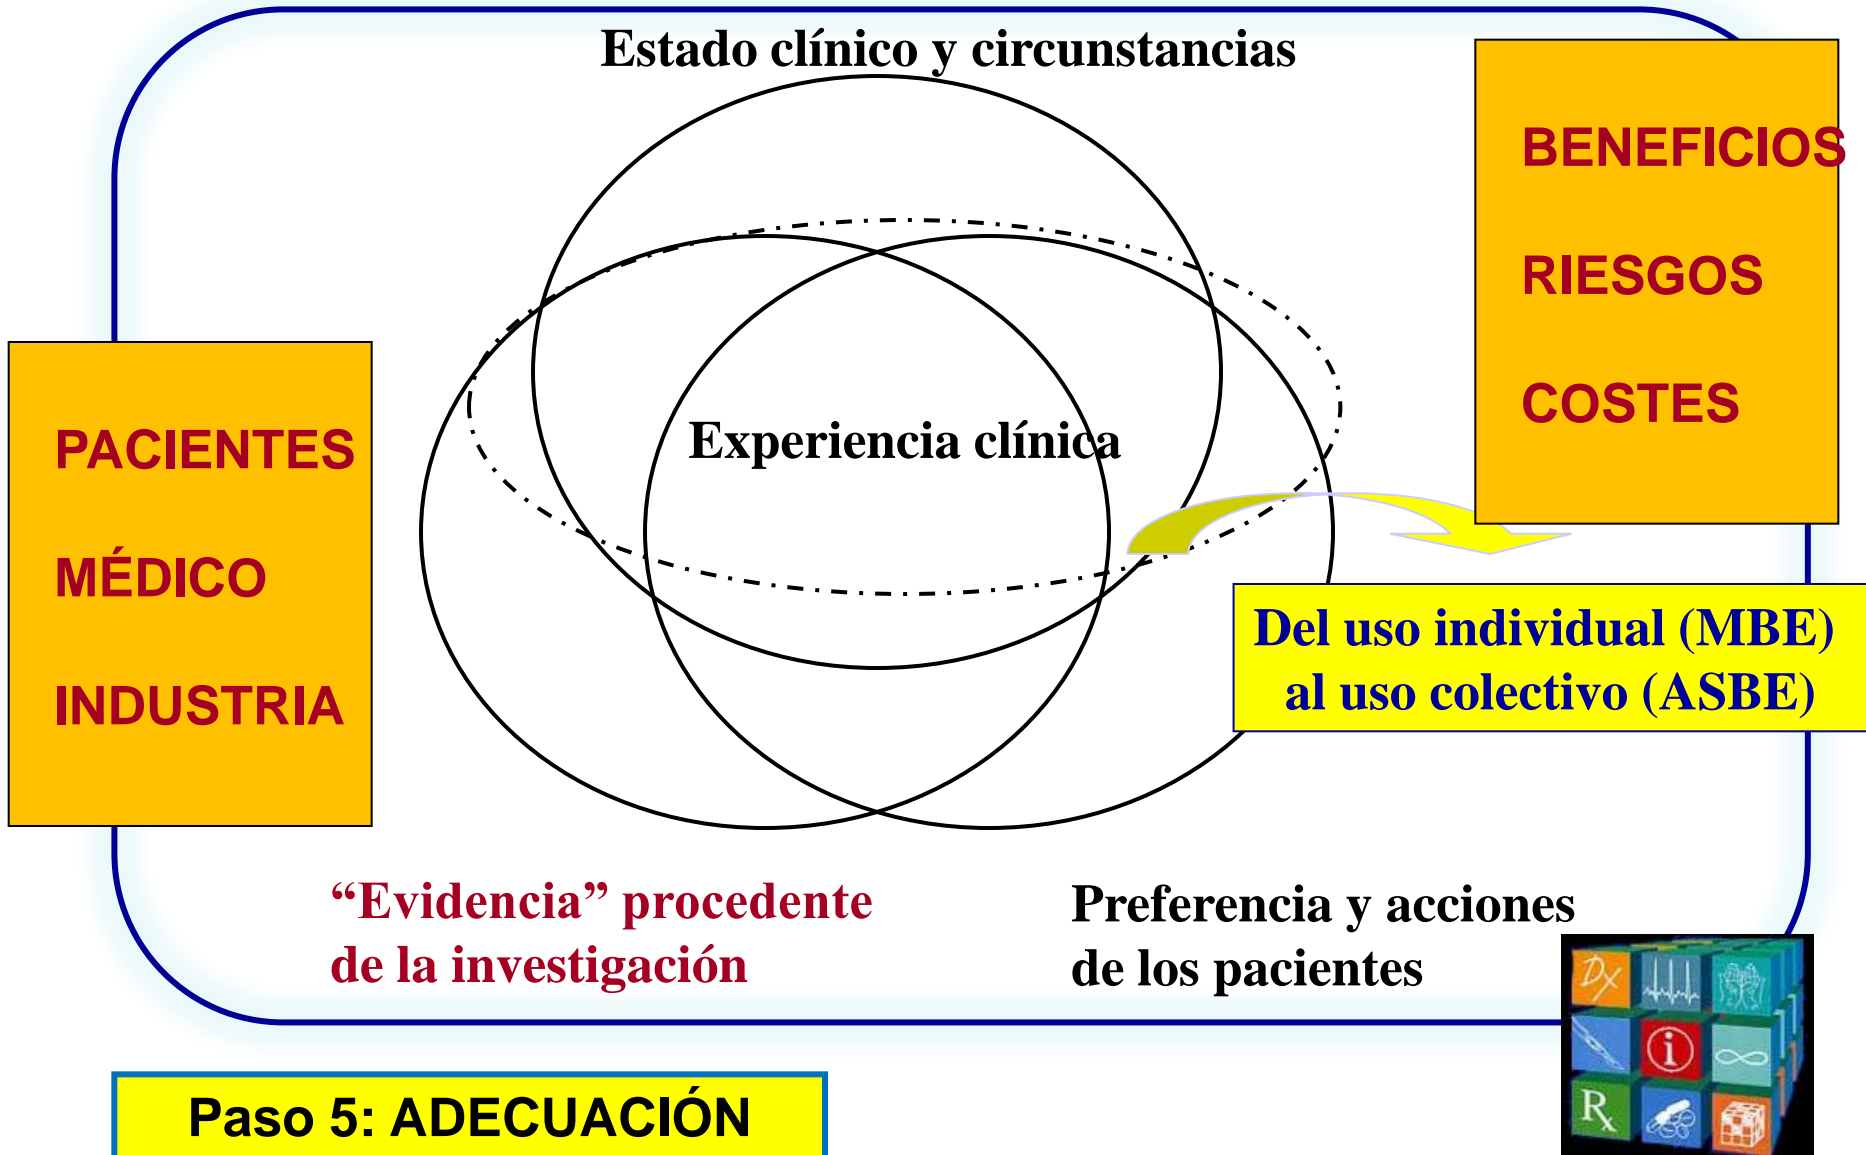 Estado clínico y circunstancias
BENEFICIOS
RIESGOS
COSTES
PACIENTES
MÉDICO
INDUSTRIA
Experiencia clínica
Del uso individual (MBE)
al uso colectivo (ASBE)
“Evidencia” procedente
de la investigación
Preferencia y acciones
de los pacientes
Dx
i
Rx
Paso 5: ADECUACIÓN